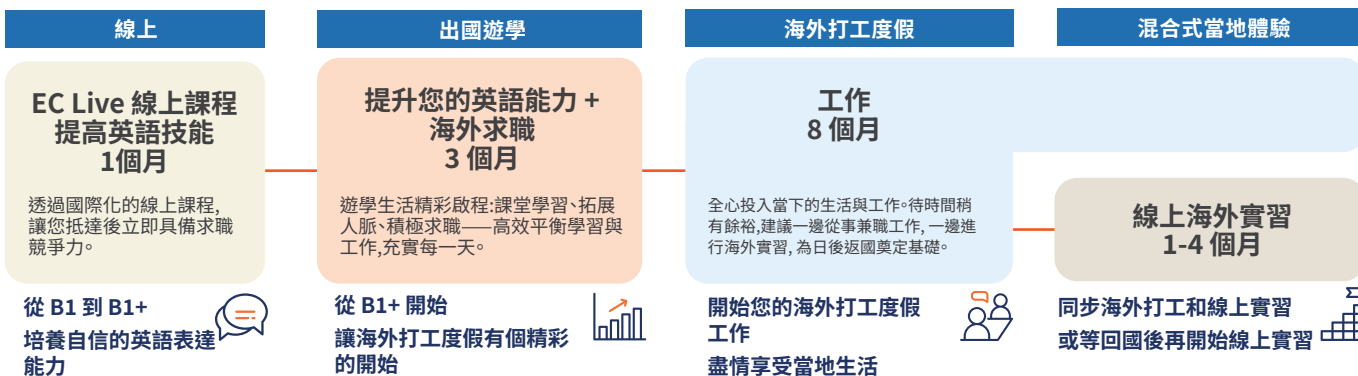 線上
EC Live 線上課程
提高英語技能
1個月
透過國際化的線上課程,
讓您抵達後立即具備求職
競爭力。
從 B1 到 B1+
培養自信的英語表達
能力
出國遊學
提升您的英語能力 +
海外求職
3 個月
遊學生活精彩啟程:課堂學習、拓展
人脈、積極求職——高效平衡學習與
工作,充實每一天。
從 B1+ 開始
讓海外打工度假有個精彩
的開始
海外打工度假
工作
8 個月
全心投入當下的生活與工作。待時間稍
有餘裕,建議一邊從事兼職工作, 一邊進
行海外實習, 為日後返國奠定基礎。
開始您的海外打工度假
工作
盡情享受當地生活
混合式當地體驗
線上海外實習
1-4 個月
同步海外打工和線上實習
或等回國後再開始線上實習